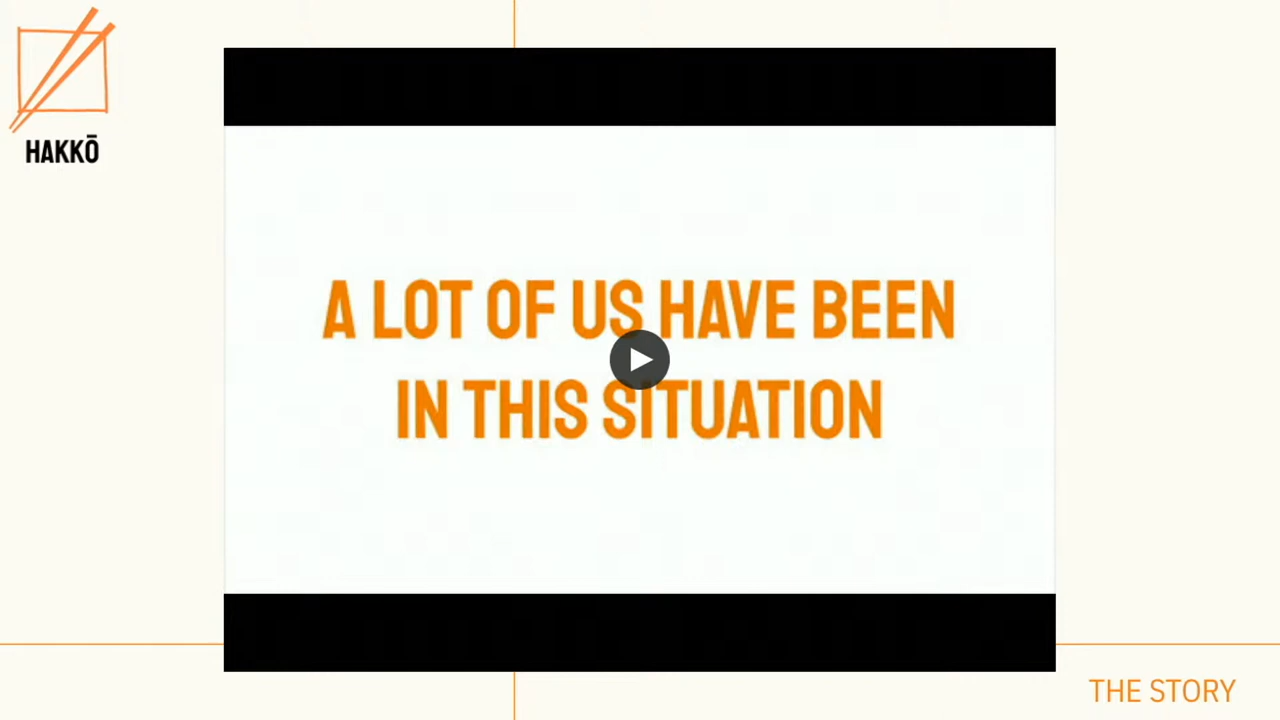 HAKKŌ
A LOT OF US HAVE BEEN
IN THIS SITUATION
THE STORY